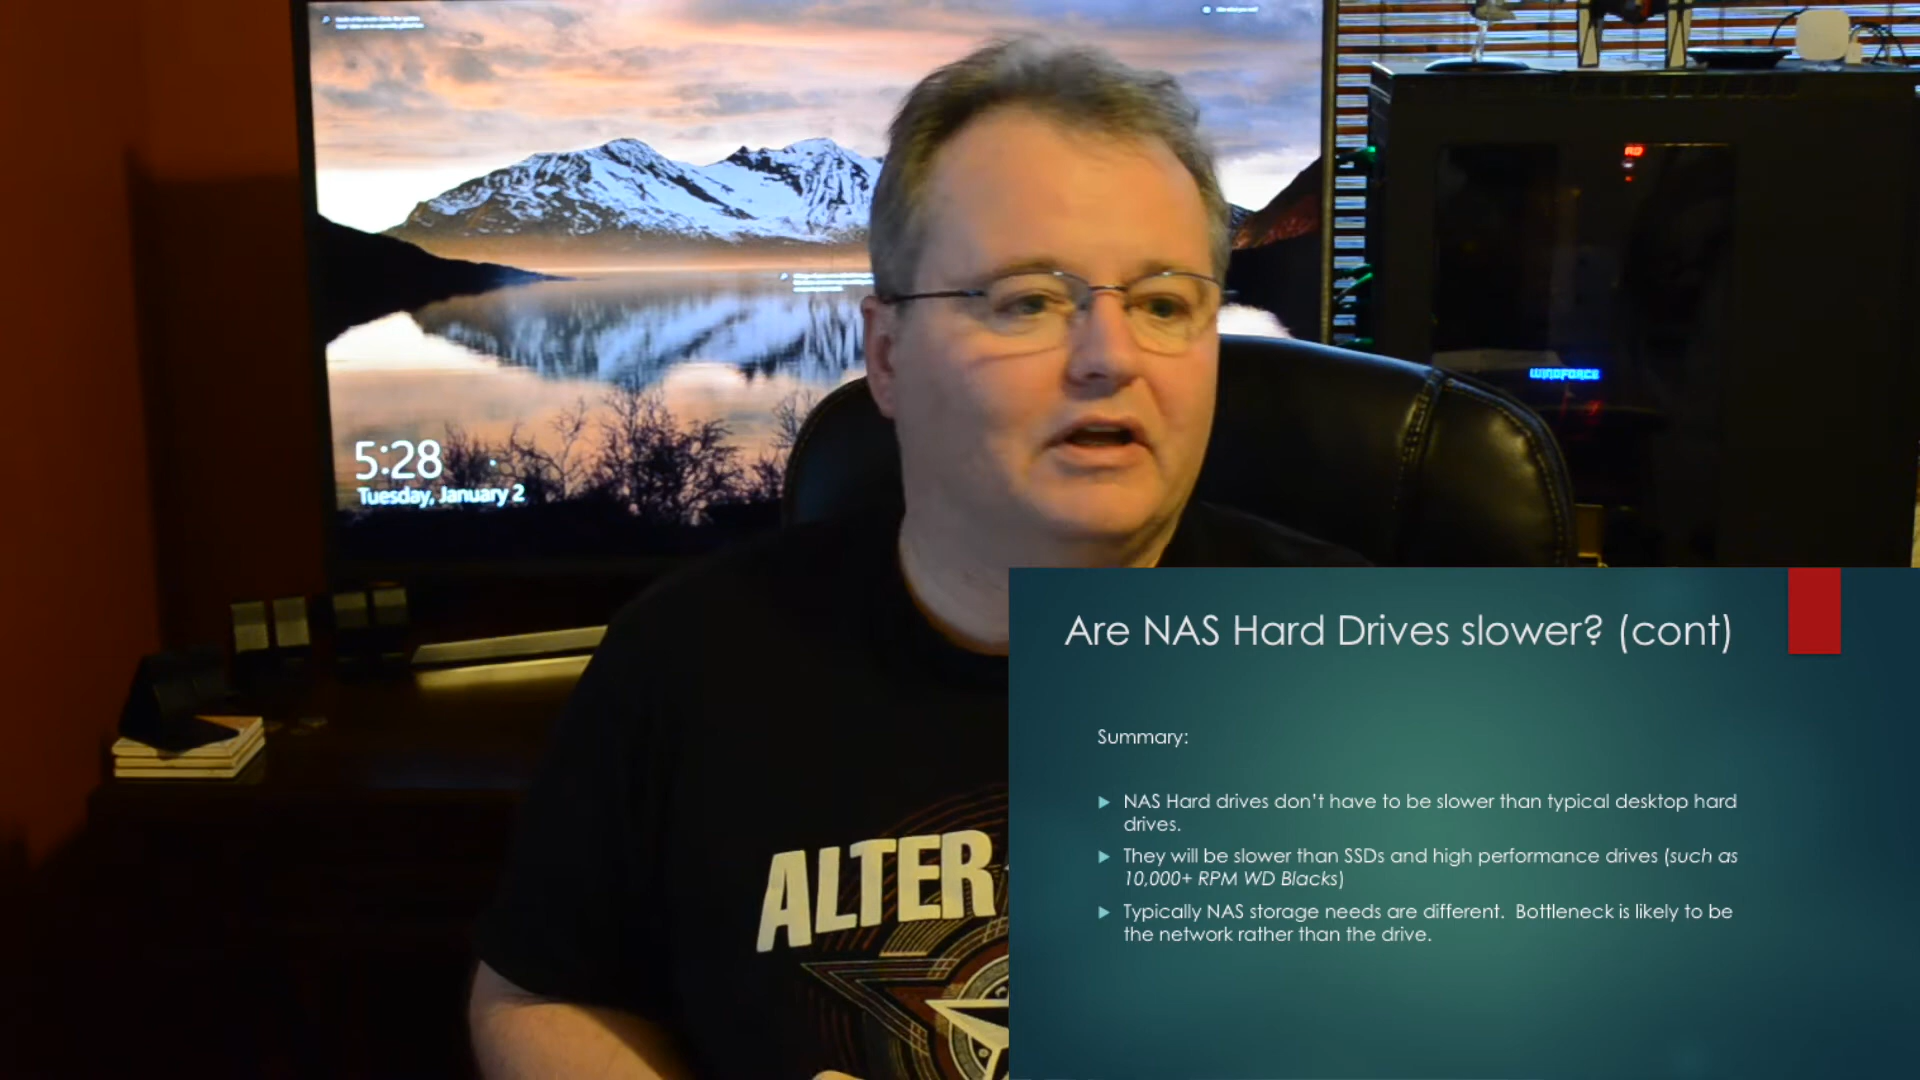 5:28
Tuesday, January 2
WINDFORCE
ALTER
Are NAS Hard Drives slower? (cont)
Summary:
NAS Hard drives don't have to be slower than typical desktop hard
drives.
They will be slower than SSDs and high performance drives (such as
10,000+ RPM WD Blacks)
Typically NAS storage needs are different. Bottleneck is likely to be
the network rather than the drive.